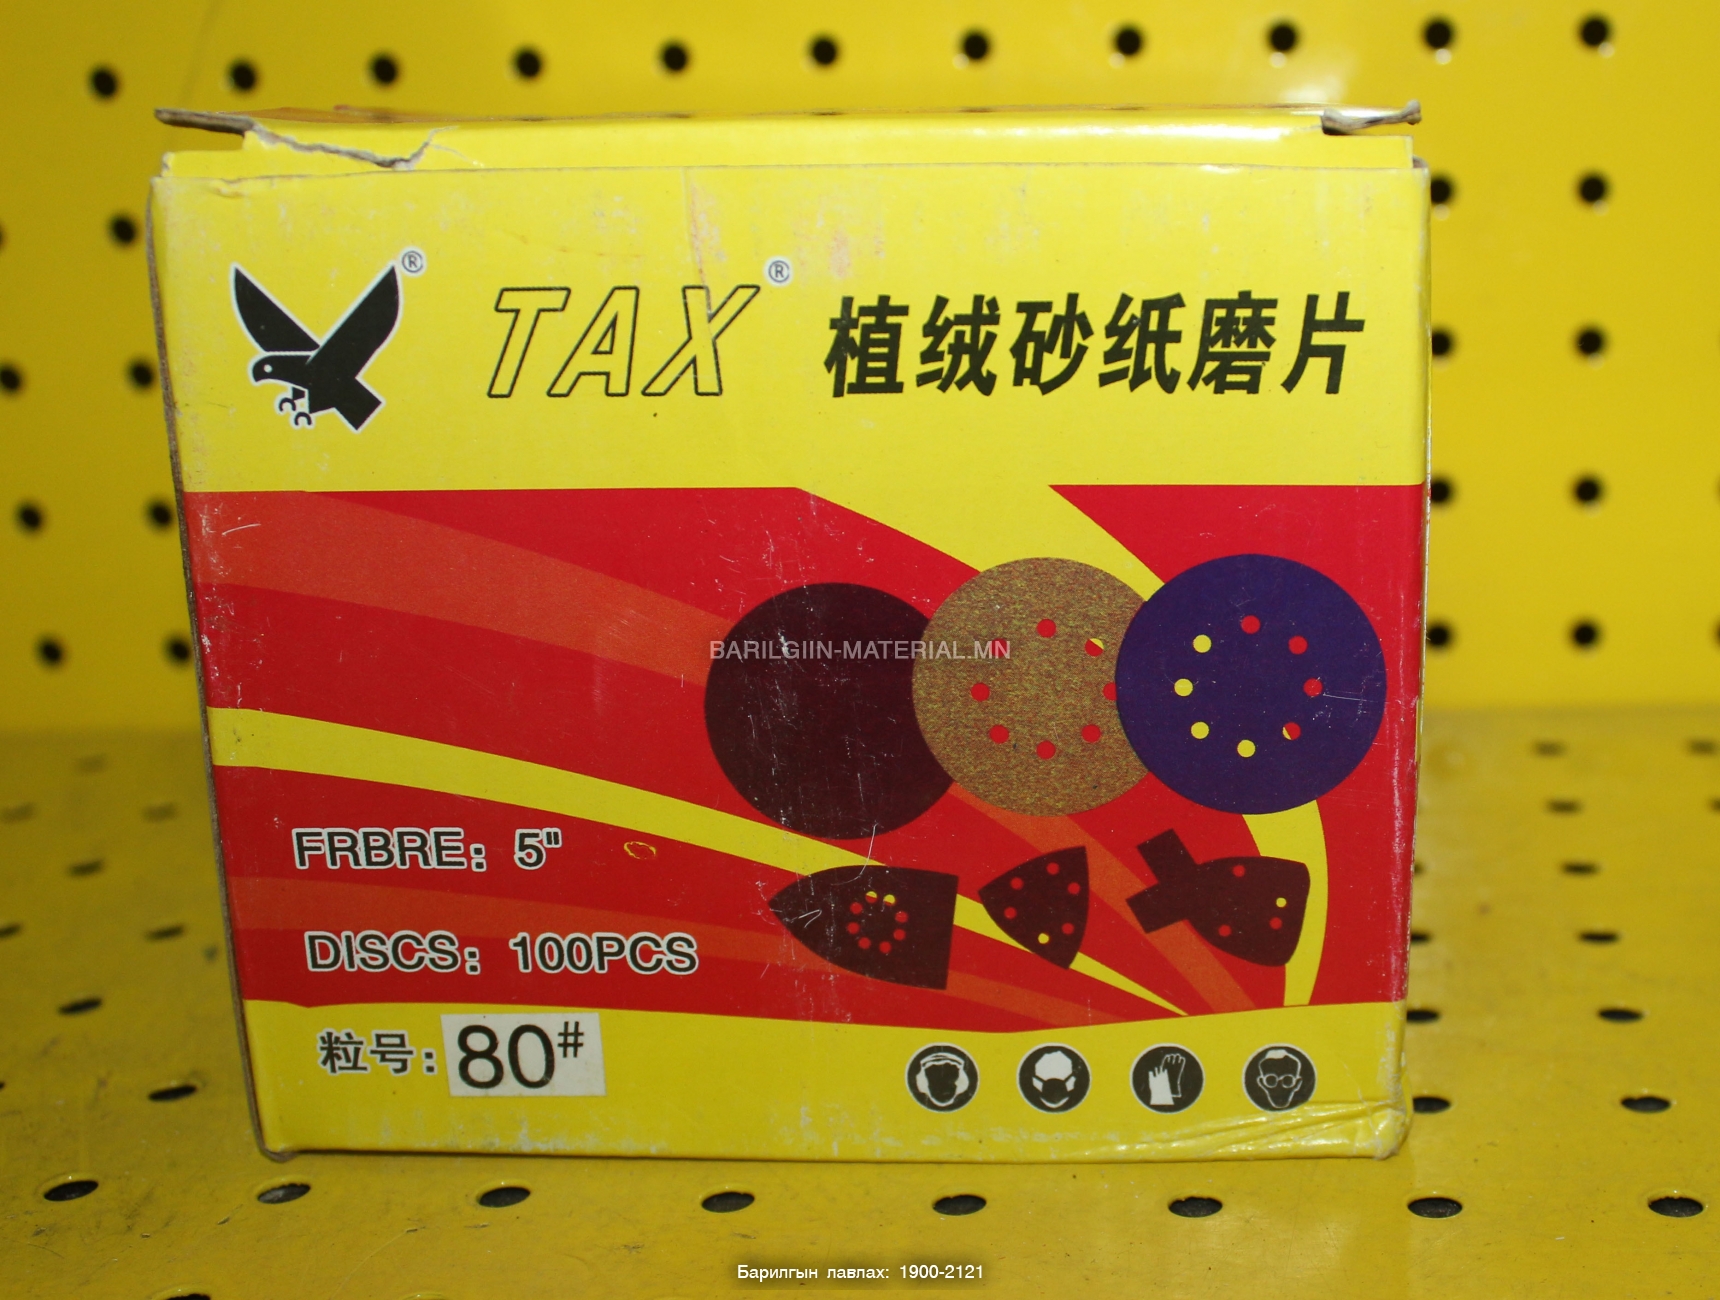 TAX® 植绒砂纸磨片
®
BARILGIIN-MATERIAL.MN
FRBRE: 5"
DISCS: 100PCS
粒号: 80#
Барилгын лавлах: 1900-2121